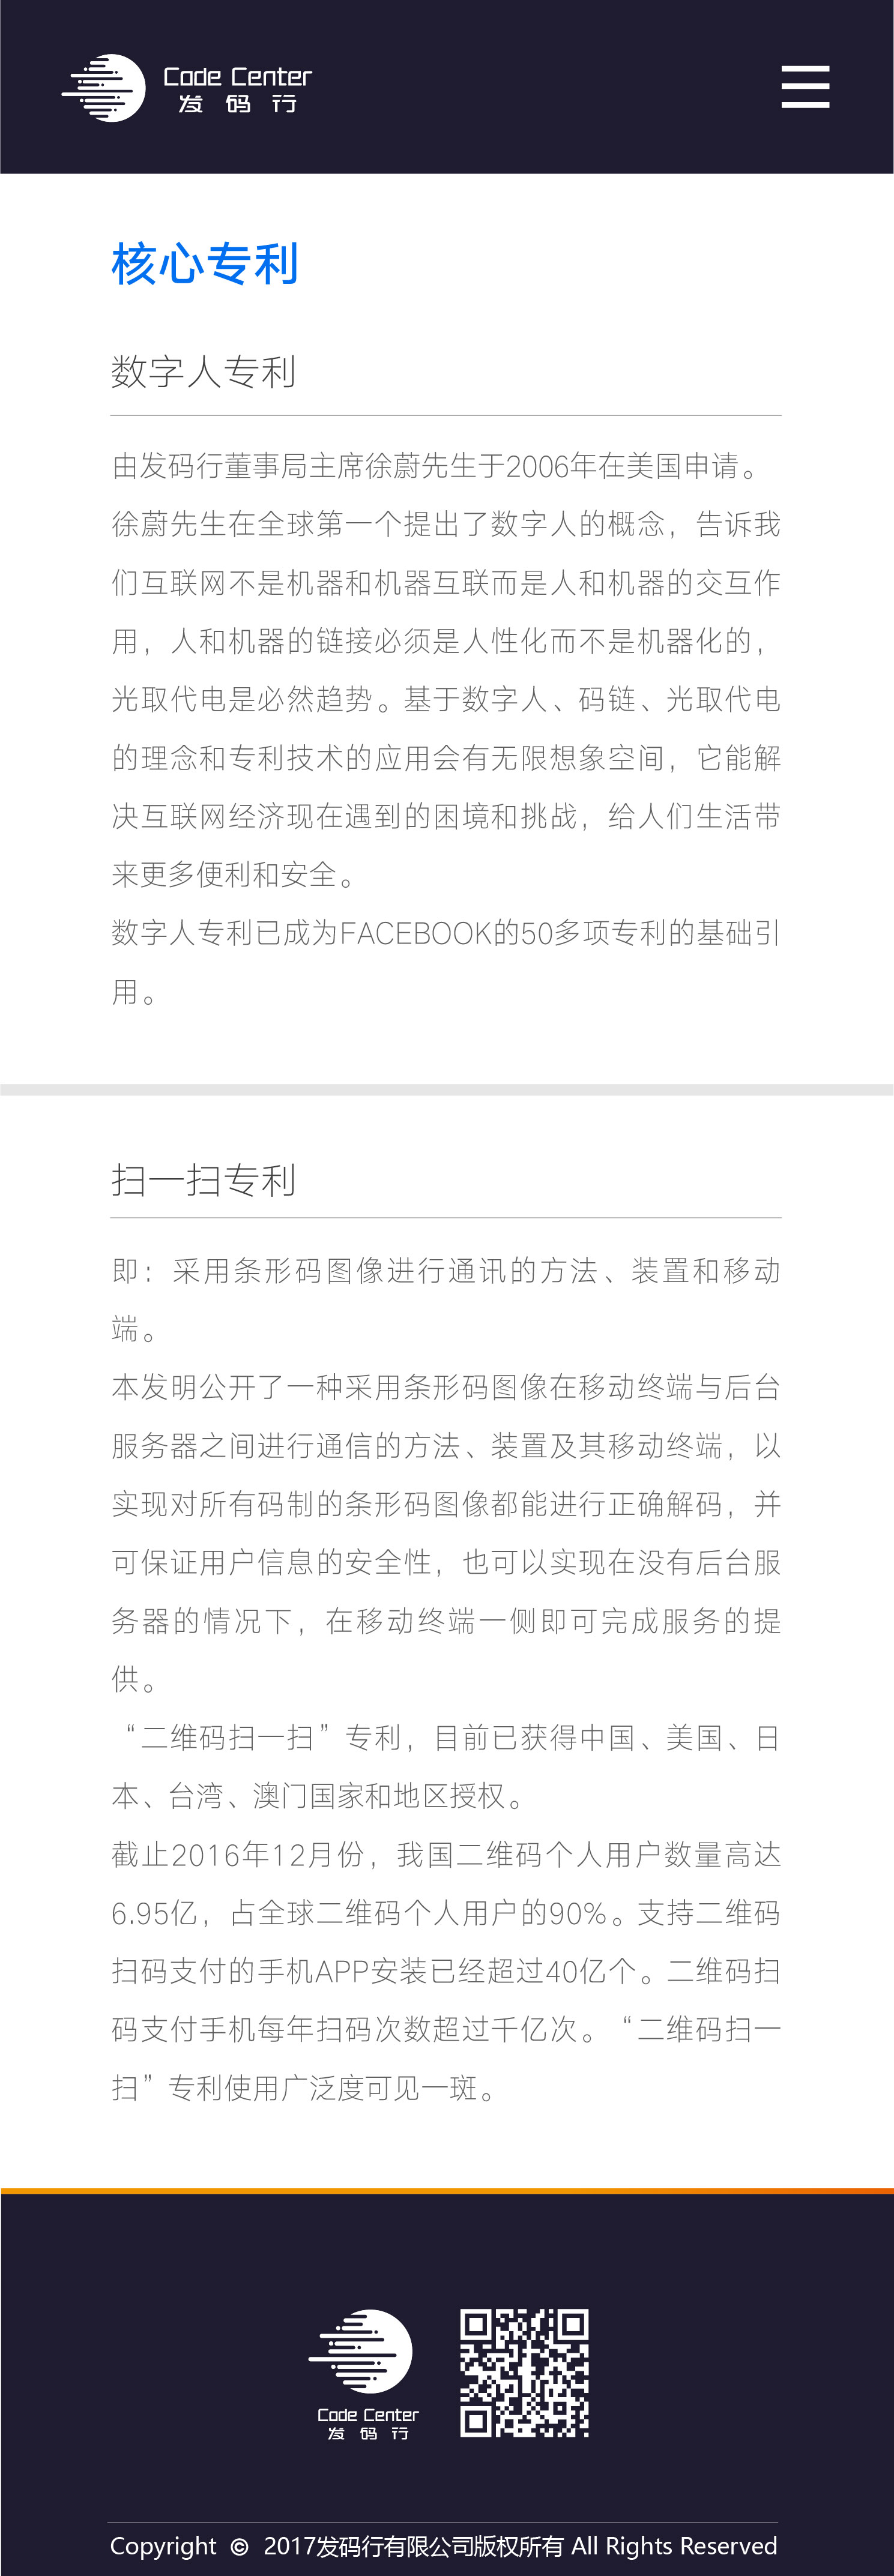 Code Center
发码行
核心专利
数字人专利
由发码行董事局主席徐蔚先生于2006年在美国申请。
徐蔚先生在全球第一个提出了数字人的概念，告诉我
们互联网不是机器和机器互联而是人和机器的交互作
用，人和机器的链接必须是人性化而不是机器化的，
光取代电是必然趋势。基于数字人、码链、光取代电
的理念和专利技术的应用会有无限想象空间，它能解
决互联网经济现在遇到的困境和挑战，给人们生活带
来更多便利和安全。
数字人专利已成为FACEBOOK的50多项专利的基础引
用。
扫一扫专利
即：采用条形码图像进行通讯的方法、装置和移动
端。
本发明公开了一种采用条形码图像在移动终端与后台
服务器之间进行通信的方法、装置及其移动终端，以
实现对所有码制的条形码图像都能进行正确解码，并
可保证用户信息的安全性，也可以实现在没有后台服
务器的情况下，在移动终端一侧即可完成服务的提
供。
“二维码扫一扫”专利，目前已获得中国、美国、日
本、台湾、澳门国家和地区授权。
截止2016年12月份，我国二维码个人用户数量高达
6.95亿，占全球二维码个人用户的90%。支持二维码
扫码支付的手机APP安装已经超过40亿个。二维码扫
码支付手机每年扫码次数超过千亿次。“二维码扫一
扫”专利使用广泛度可见一斑。
Code Center
发码行
Copyright © 2017发码行有限公司版权所有 All Rights Reserved